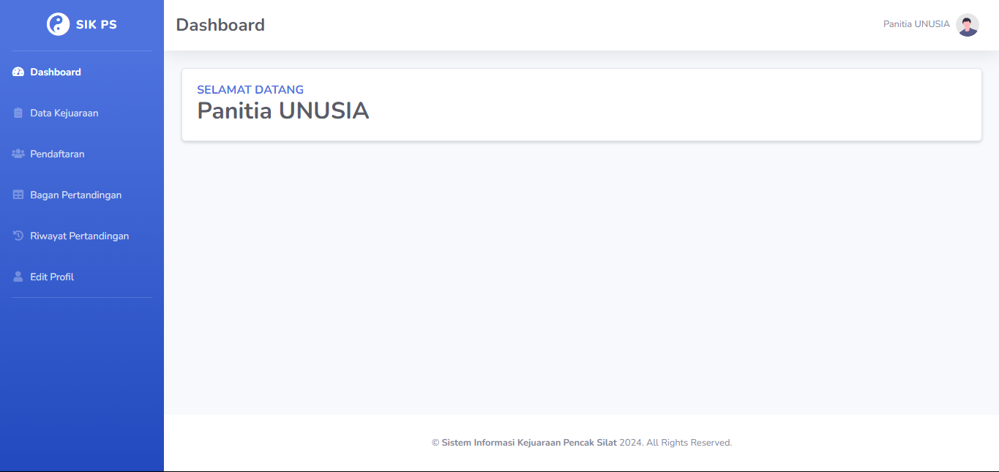 SIK PS
Dashboard
Data Kejuaraan
Pendaftaran
Bagan Pertandingan
Riwayat Pertandingan
Edit Profil
Dashboard
Panitia UNUSIA
SELAMAT DATANG
Panitia UNUSIA
© Sistem Informasi Kejuaraan Pencak Silat 2024. All Rights Reserved.